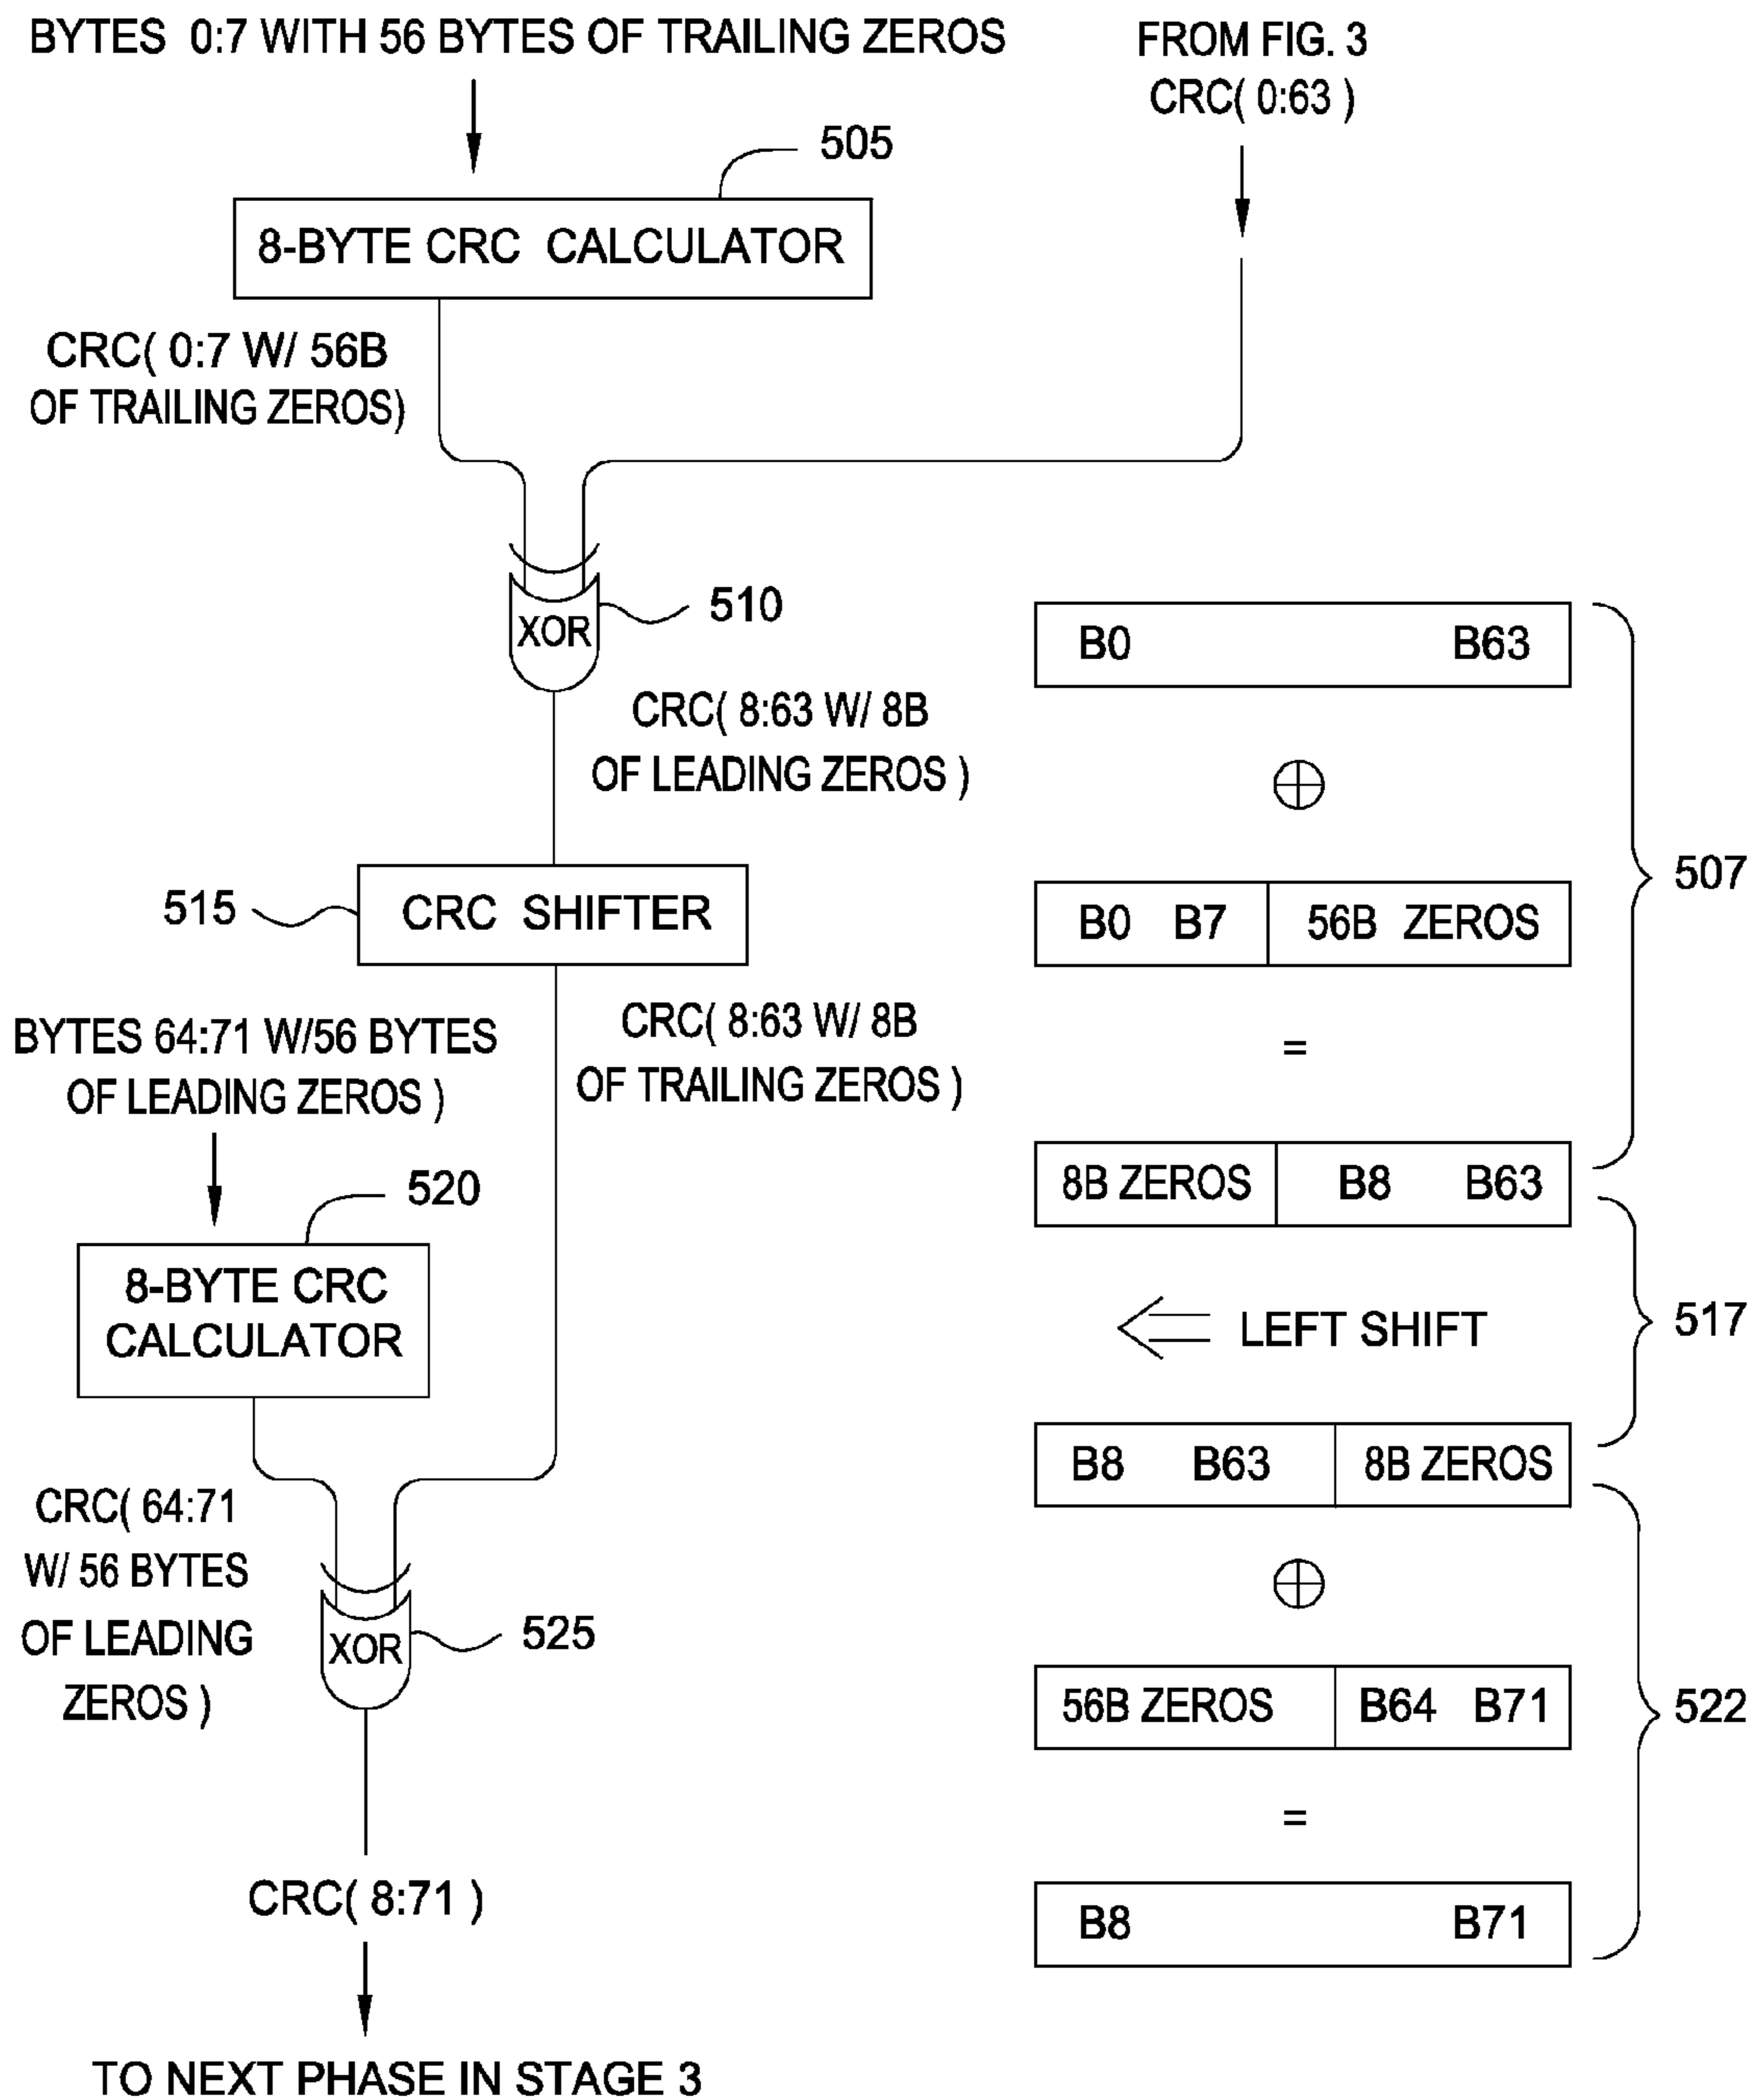 BYTES 0:7 WITH 56 BYTES OF TRAILING ZEROS
FROM FIG. 3
CRC( 0:63 )
505
8-BYTE CRC CALCULATOR
CRC( 0:7 W/ 56B
OF TRAILING ZEROS)
XOR
510
CRC( 8:63 W/ 8B
OF LEADING ZEROS )
515
CRC SHIFTER
CRC( 8:63 W/ 8B
OF TRAILING ZEROS )
BYTES 64:71 W/56 BYTES
OF LEADING ZEROS )
520
8-BYTE CRC
CALCULATOR
CRC( 64:71
W/ 56 BYTES
OF LEADING
ZEROS )
XOR
525
CRC( 8:71 )
TO NEXT PHASE IN STAGE 3
B0 B63
⊕
B0 B7 56B ZEROS
=
8B ZEROS B8 B63
507
LEFT SHIFT
517
B8 B63 8B ZEROS
⊕
56B ZEROS B64 B71
=
B8 B71
522